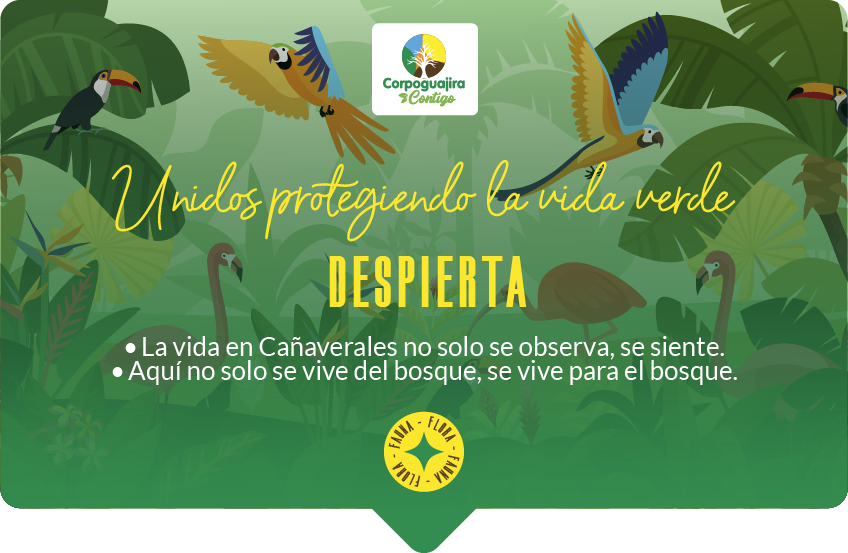 Corpoguajira
Contigo
Unidos protegiendo la vida verde
DESPIERTA
• La vida en Cañaverales no solo se observa, se siente.
• Aquí no solo se vive del bosque, se vive para el bosque.
FAUNA - FLORA - FAUNA - FLORA -